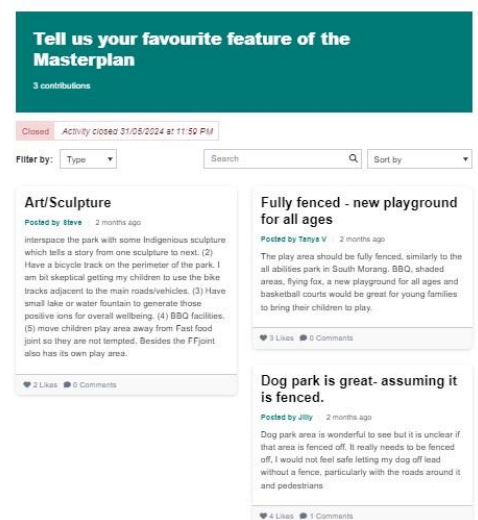 Tell us your favourite feature of the
Masterplan
3 contributions
Closed Activity closed 31/05/2024 at 11:59 PM
Filter by: Type Search Sort by
Art/Sculpture
Posted by Steve 2 months ago
interspace the park with some Indigenious sculpture
which tells a story from one sculpture to next. (2)
Have a bicycle track on the perimeter of the park. I
am bit skeptical getting my children to use the bike
tracks adjacent to the main roads/vehicles. (3) Have
small lake or water fountain to generate those
positive ions for overall wellbeing. (4) BBQ facilities.
(5) move children play area away from Fast food
joint so they are not tempted. Besides the FFjoint
also has its own play area.
2 Likes 0 Comments
Fully fenced - new playground
for all ages
Posted by Tanya V 2 months ago
The play area should be fully fenced, similarly to the
all abilities park in South Morang. BBQ, shaded
areas, flying fox, a new playground for all ages and
basketball courts would be great for young families
to bring their children to play.
3 Likes 0 Comments
Dog park is great- assuming it
is fenced.
Posted by Jilly 2 months ago
Dog park area is wonderful to see but it is unclear if
that area is fenced off. It really needs to be fenced
off, I would not feel safe letting my dog off lead
without a fence, particularly with the roads around it
and pedestrians
4 Likes 1 Comments